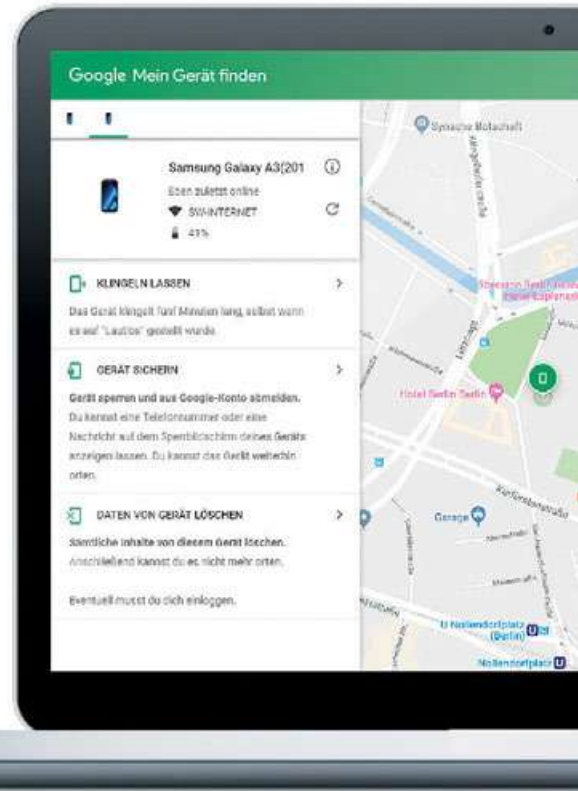 Google Mein Gerät finden
Samsung Galaxy A3(201
Eben zuletzt online
SW-INTERNET
41%
KLINGELN LASSEN
Das Gerät klingelt fünf Minuten lang, selbst wenn
es auf "Lautlos" gestellt wurde.
GERÄT SICHERN
Gerät sperren und aus Google-Konto abmelden.
Du kannst eine Telefonnummer oder eine
Nachricht auf dem Sperrbildschirm deines Geräts
anzeigen lassen. Du kannst das Gerät weiterhin
orten.
DATEN VON GERÄT LÖSCHEN
Sämtliche Inhalte von diesem Gerät löschen.
Anschließend kannst du es nicht mehr orten.
Eventuell musst du dich einloggen.
Syrische Botschaft
Hotel Berlin Berlin
Kurfürstenstraße
Garage
U Nollendorfplatz
(Berlin)
Nollendorfplatz